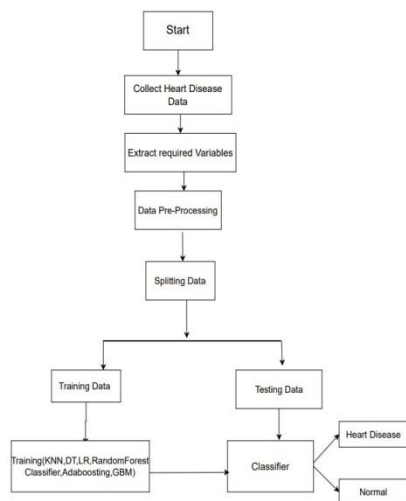 Start
Collect Heart Disease
Data
Extract required Variables
Data Pre-Processing
Splitting Data
Training Data
Testing Data
Training(KNN,DT,LR,RandomForest
Classifier,Adaboosting,GBM)
Classifier
Heart Disease
Normal